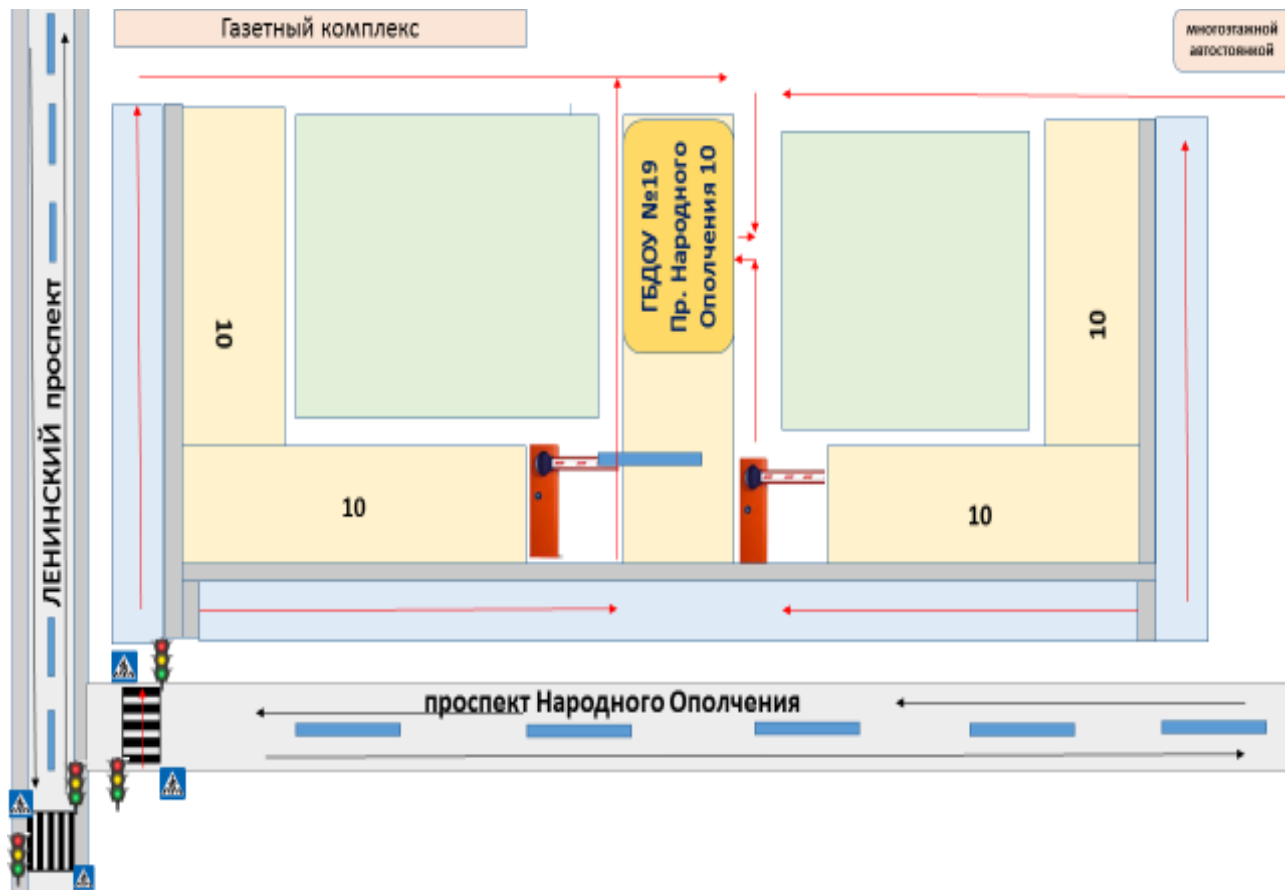 Газетный комплекс
многоэтажной
автостоянкой
ГБДОУ №19
Пр. Народного
Ополчения 10
10
10
10
10
ЛЕНИНСКИЙ проспект
проспект Народного Ополчения